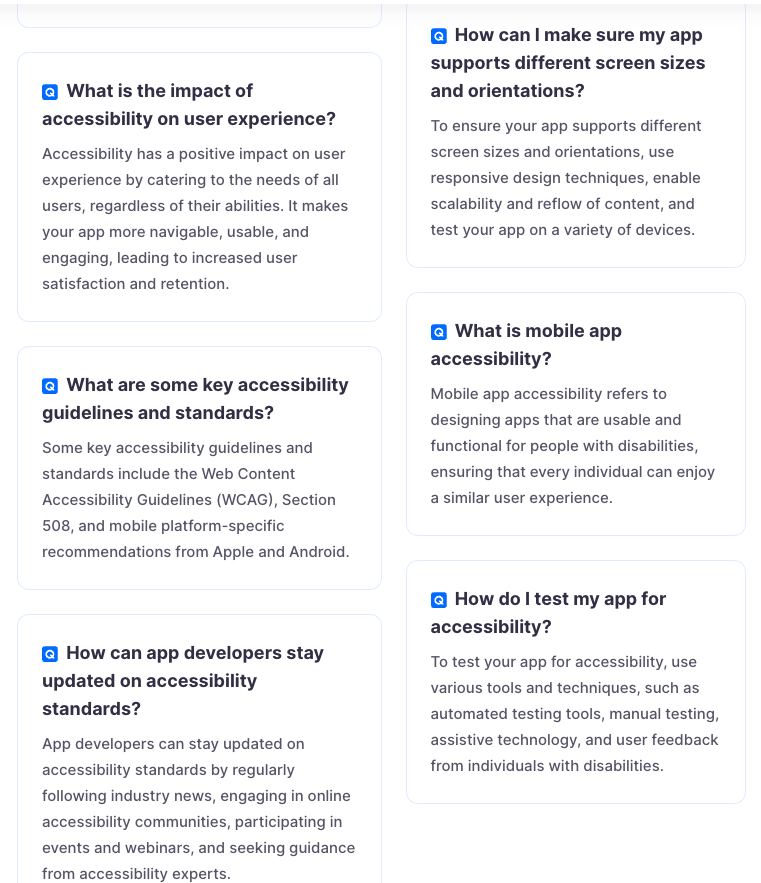 What is the impact of
accessibility on user experience?
Accessibility has a positive impact on user
experience by catering to the needs of all
users, regardless of their abilities. It makes
your app more navigable, usable, and
engaging, leading to increased user
satisfaction and retention.
What are some key accessibility
guidelines and standards?
Some key accessibility guidelines and
standards include the Web Content
Accessibility Guidelines (WCAG), Section
508, and mobile platform-specific
recommendations from Apple and Android.
How can app developers stay
updated on accessibility
standards?
App developers can stay updated on
accessibility standards by regularly
following industry news, engaging in online
accessibility communities, participating in
events and webinars, and seeking guidance
from accessibility experts.
How can I make sure my app
supports different screen sizes
and orientations?
To ensure your app supports different
screen sizes and orientations, use
responsive design techniques, enable
scalability and reflow of content, and
test your app on a variety of devices.
What is mobile app
accessibility?
Mobile app accessibility refers to
designing apps that are usable and
functional for people with disabilities,
ensuring that every individual can enjoy
a similar user experience.
How do I test my app for
accessibility?
To test your app for accessibility, use
various tools and techniques, such as
automated testing tools, manual testing,
assistive technology, and user feedback
from individuals with disabilities.